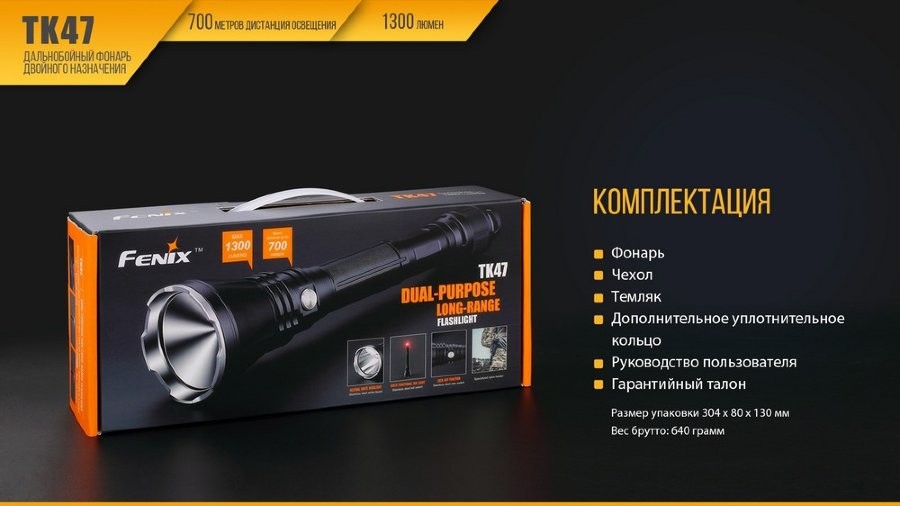 TK47
ДАЛЬНОБОЙНЫЙ ФОНАРЬ
ДВОЙНОГО НАЗНАЧЕНИЯ
700 МЕТРОВ ДИСТАНЦИЯ ОСВЕЩЕНИЯ
1300 ЛЮМЕН
TK47
FENIX™
1300
700
TK47
DUAL-PURPOSE
LONG-RANGE
FLASHLIGHT
КОМПЛЕКТАЦИЯ
Фонарь
Чехол
Темляк
Дополнительное уплотнительное
кольцо
Руководство пользователя
Гарантийный талон
Размер упаковки 304 x 80 x 130 мм
Вес брутто: 640 грамм